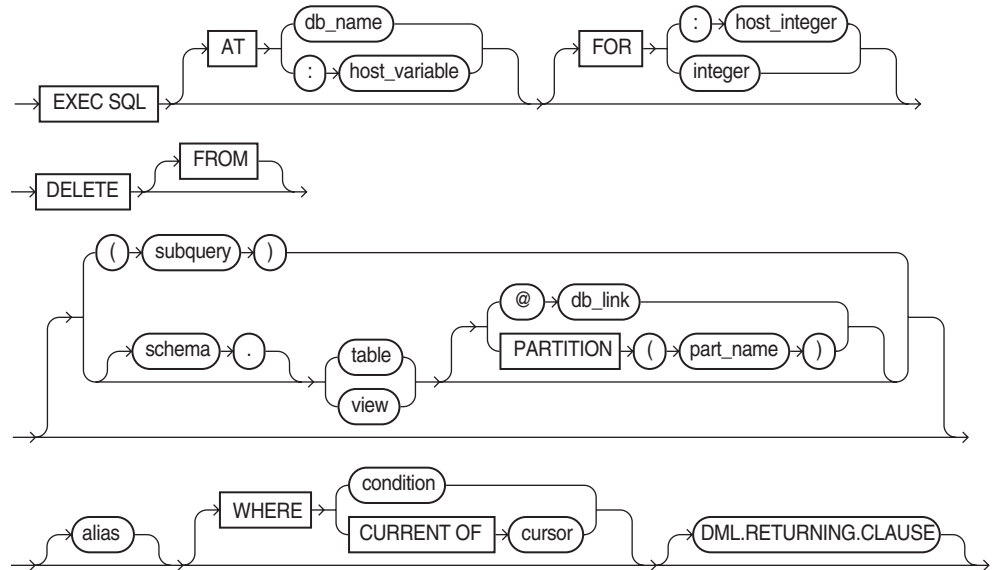 db_name
AT
: host_variable
: host_integer
FOR
integer
EXEC SQL
FROM
DELETE
( subquery )
@ db_link
schema .
table
PARTITION ( part_name )
view
condition
WHERE
alias
CURRENT OF cursor
DML.RETURNING.CLAUSE